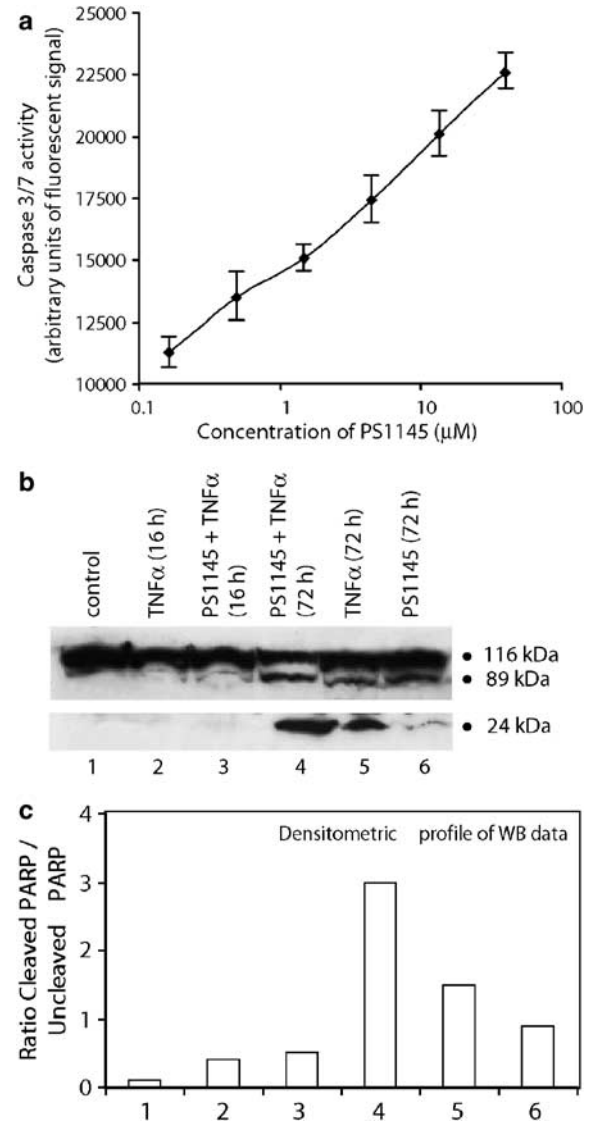 a
Caspase 3/7 activity
(arbitrary units of fluorescent signal)
25000
22500
20000
17500
15000
12500
10000
0.1 1 10 100
Concentration of PS1145 (μM)
b
control
TNFα (16 h)
PS1145 + TNFα
(16 h)
PS1145 + TNFα
(72 h)
TNFα (72 h)
PS1145 (72 h)
• 116 kDa
• 89 kDa
• 24 kDa
1 2 3 4 5 6
c
Ratio Cleaved PARP /
Uncleaved PARP
4
3
2
1
0
Densitometric profile of WB data
1 2 3 4 5 6